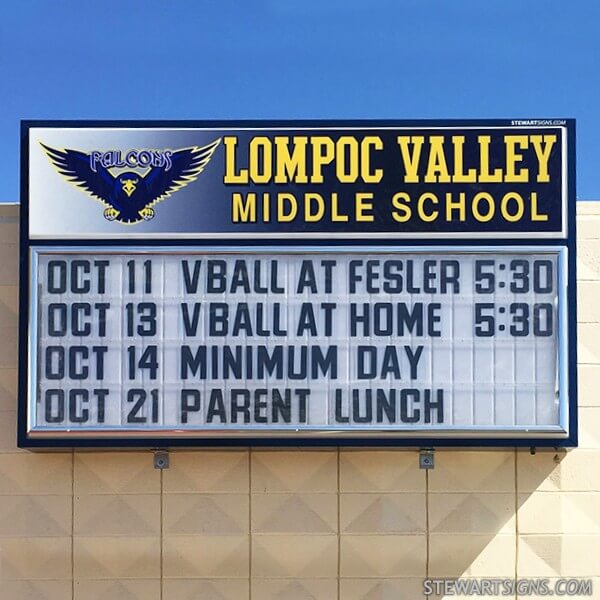 STEWARTSIGNS.COM
FALCONS
LOMPOC VALLEY
MIDDLE SCHOOL
OCT 11 VBALL AT FESLER 5:30
OCT 13 VBALL AT HOME 5:30
OCT 14 MINIMUM DAY
OCT 21 PARENT LUNCH
STEWARTSIGNS.COM